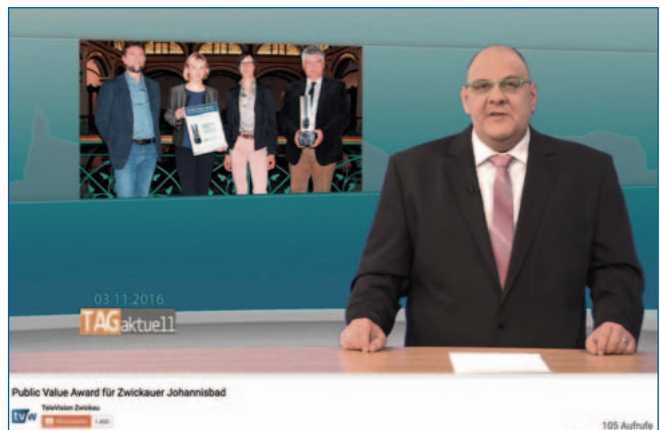 03.11.2016
TAGaktuell
Public Value Award für Zwickauer Johannisbad
tvw
TeleVision Zwickau
105 Aufrufe